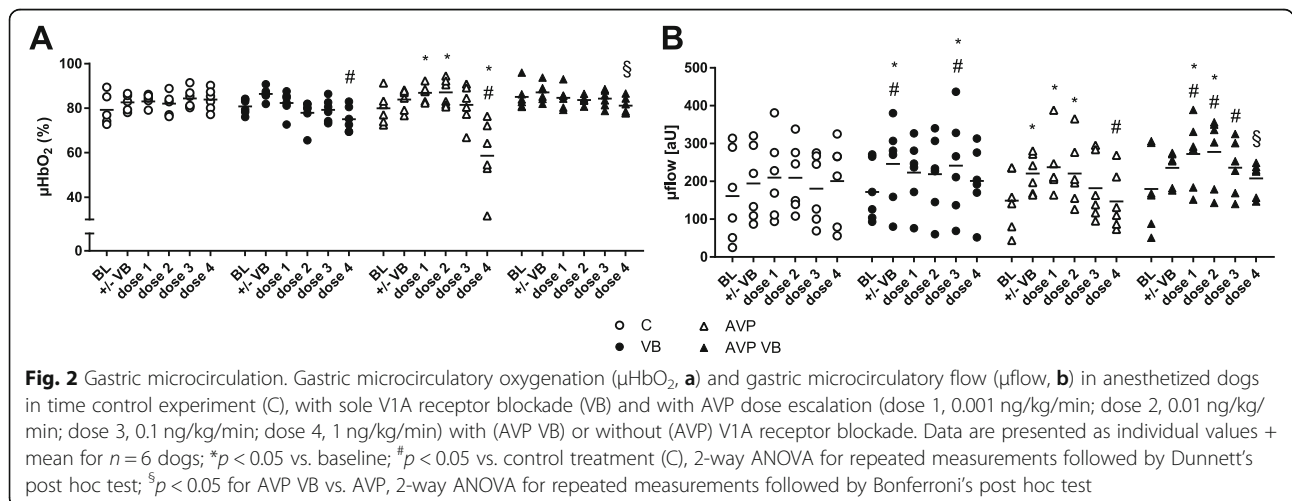 A
B
µHbO2 (%)
100
80
60
40
0
* * *
#
#
§
BL +/- VB dose 1 dose 2 dose 3 dose 4
BL +/- VB dose 1 dose 2 dose 3 dose 4
BL +/- VB dose 1 dose 2 dose 3 dose 4
BL +/- VB dose 1 dose 2 dose 3 dose 4
µflow [aU]
500
400
300
200
100
0
*
#
*
#
* * *
#
*
#
*
#
#
§
BL +/- VB dose 1 dose 2 dose 3 dose 4
BL +/- VB dose 1 dose 2 dose 3 dose 4
BL +/- VB dose 1 dose 2 dose 3 dose 4
BL +/- VB dose 1 dose 2 dose 3 dose 4
C
AVP
VB
AVP VB
Fig. 2 Gastric microcirculation. Gastric microcirculatory oxygenation (µHbO2, a) and gastric microcirculatory flow (µflow, b) in anesthetized dogs
in time control experiment (C), with sole V1A receptor blockade (VB) and with AVP dose escalation (dose 1, 0.001 ng/kg/min; dose 2, 0.01 ng/kg/
min; dose 3, 0.1 ng/kg/min; dose 4, 1 ng/kg/min) with (AVP VB) or without (AVP) V1A receptor blockade. Data are presented as individual values +
mean for n = 6 dogs; *p < 0.05 vs. baseline; #p < 0.05 vs. control treatment (C), 2-way ANOVA for repeated measurements followed by Dunnett's
post hoc test; §p < 0.05 for AVP VB vs. AVP, 2-way ANOVA for repeated measurements followed by Bonferroni's post hoc test